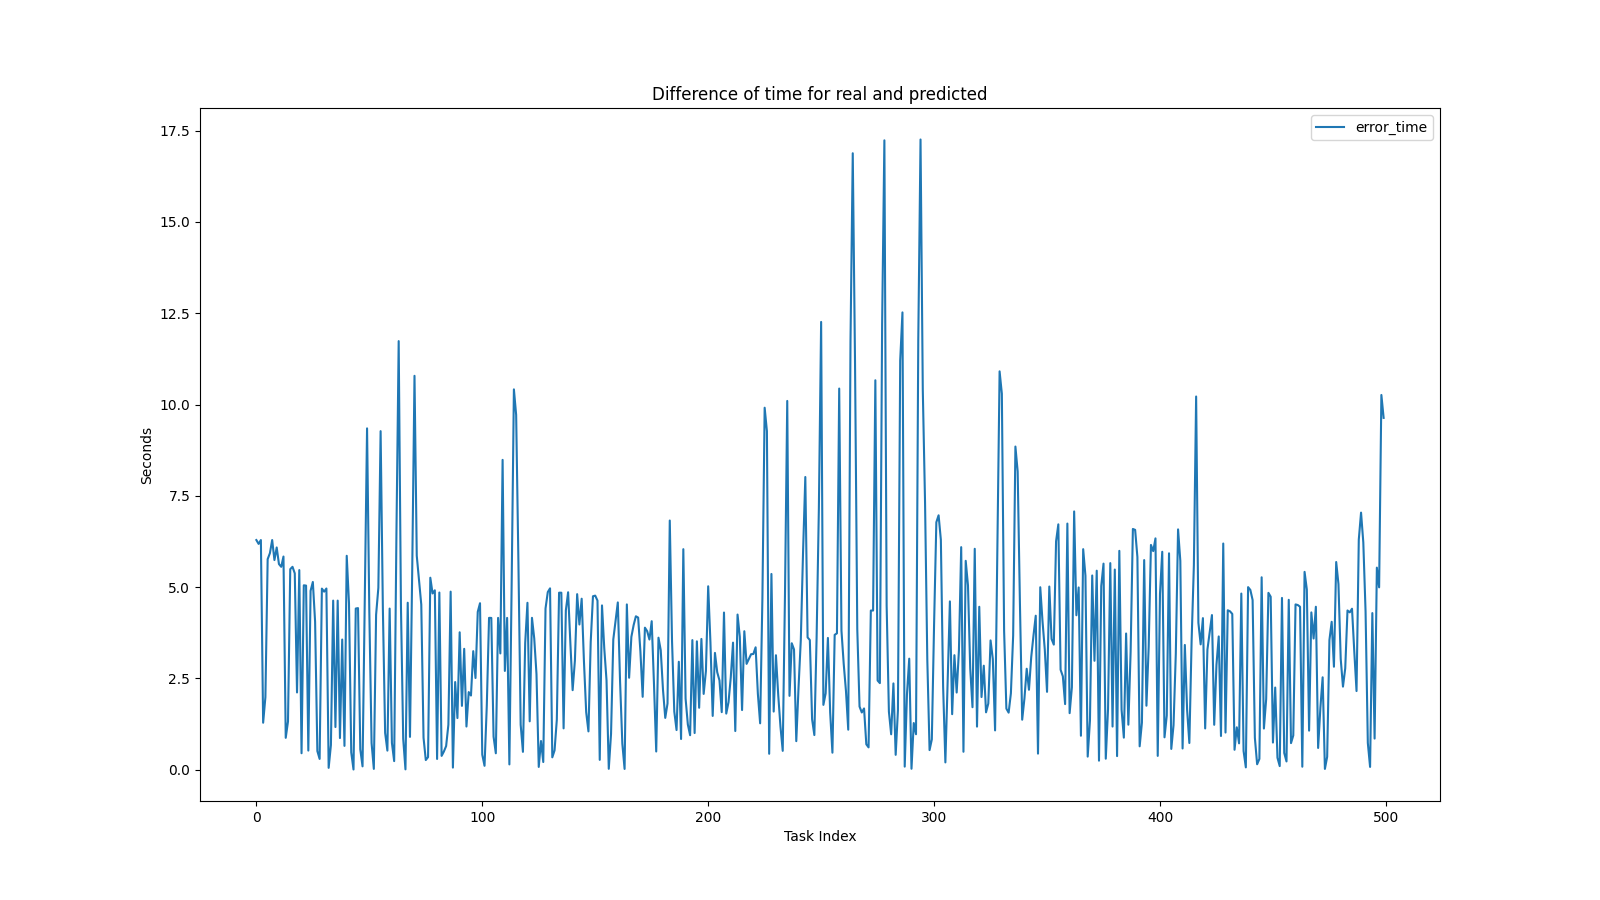 Difference of time for real and predicted
error_time
17.5
15.0
12.5
10.0
7.5
5.0
2.5
0.0
Seconds
0 100 200 300 400 500
Task Index